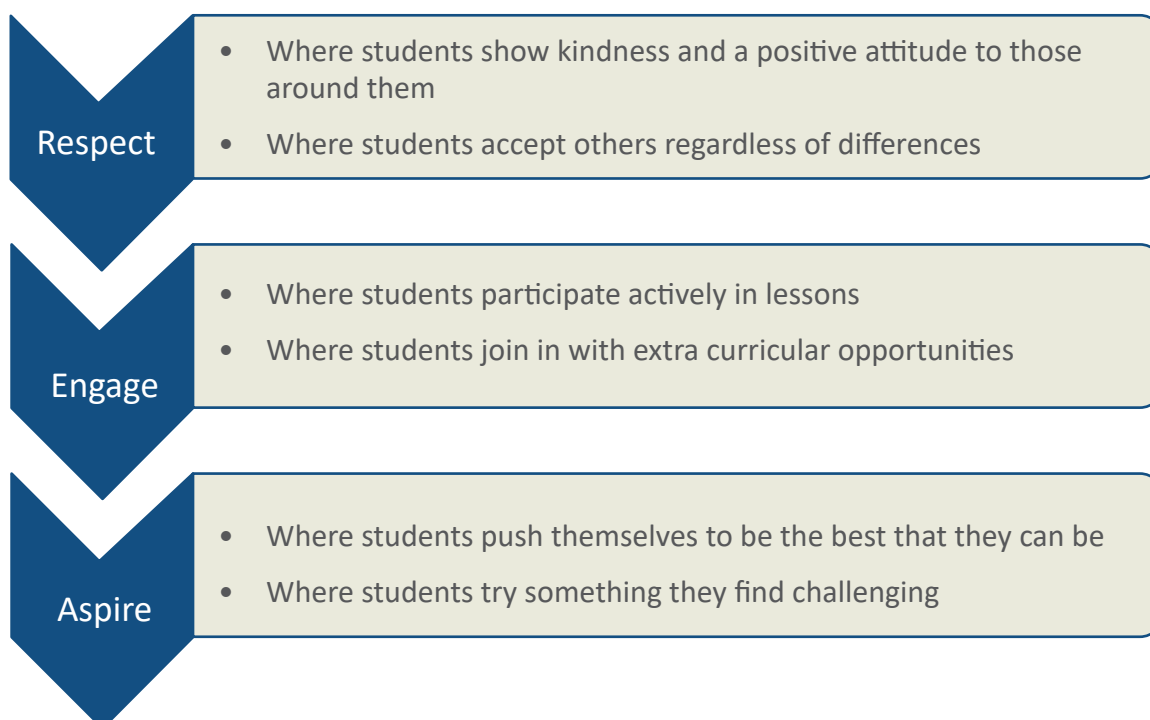 Respect
• Where students show kindness and a positive attitude to those
around them
• Where students accept others regardless of differences
Engage
• Where students participate actively in lessons
• Where students join in with extra curricular opportunities
Aspire
• Where students push themselves to be the best that they can be
• Where students try something they find challenging